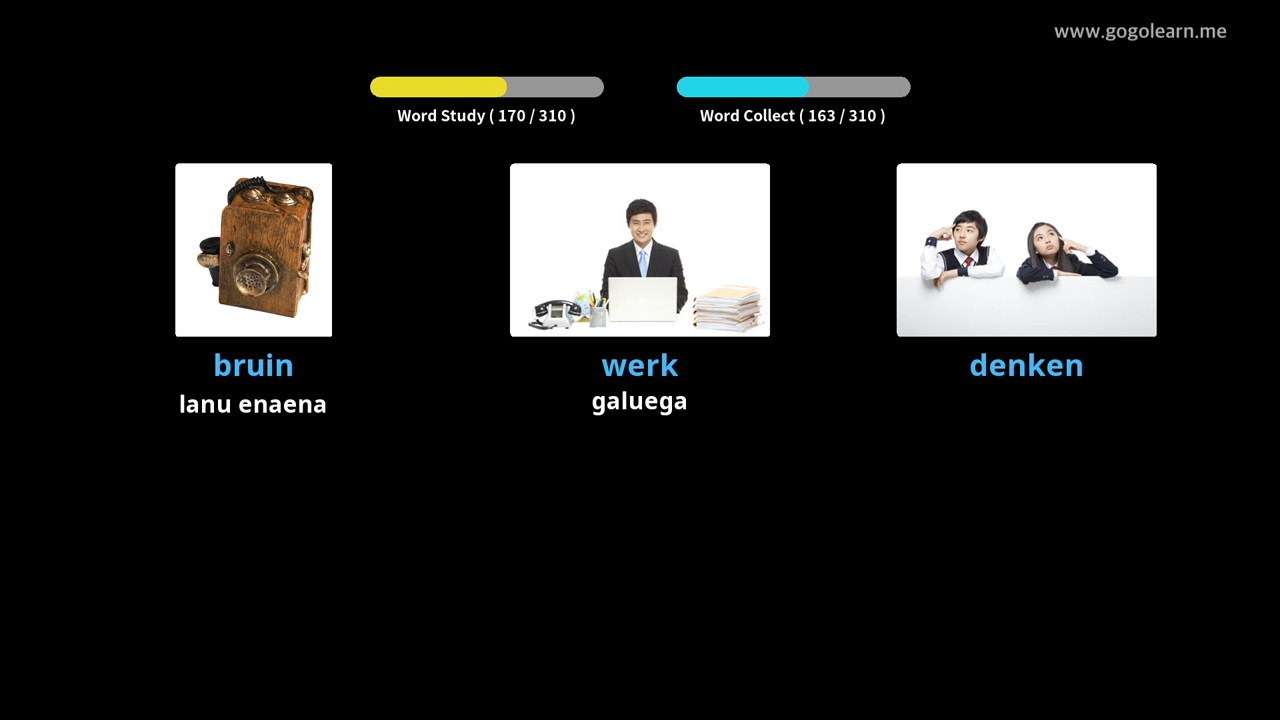 www.gogolearn.me
Word Study ( 170 / 310 )
Word Collect ( 163 / 310 )
bruin
lanu enaena
werk
galuega
denken